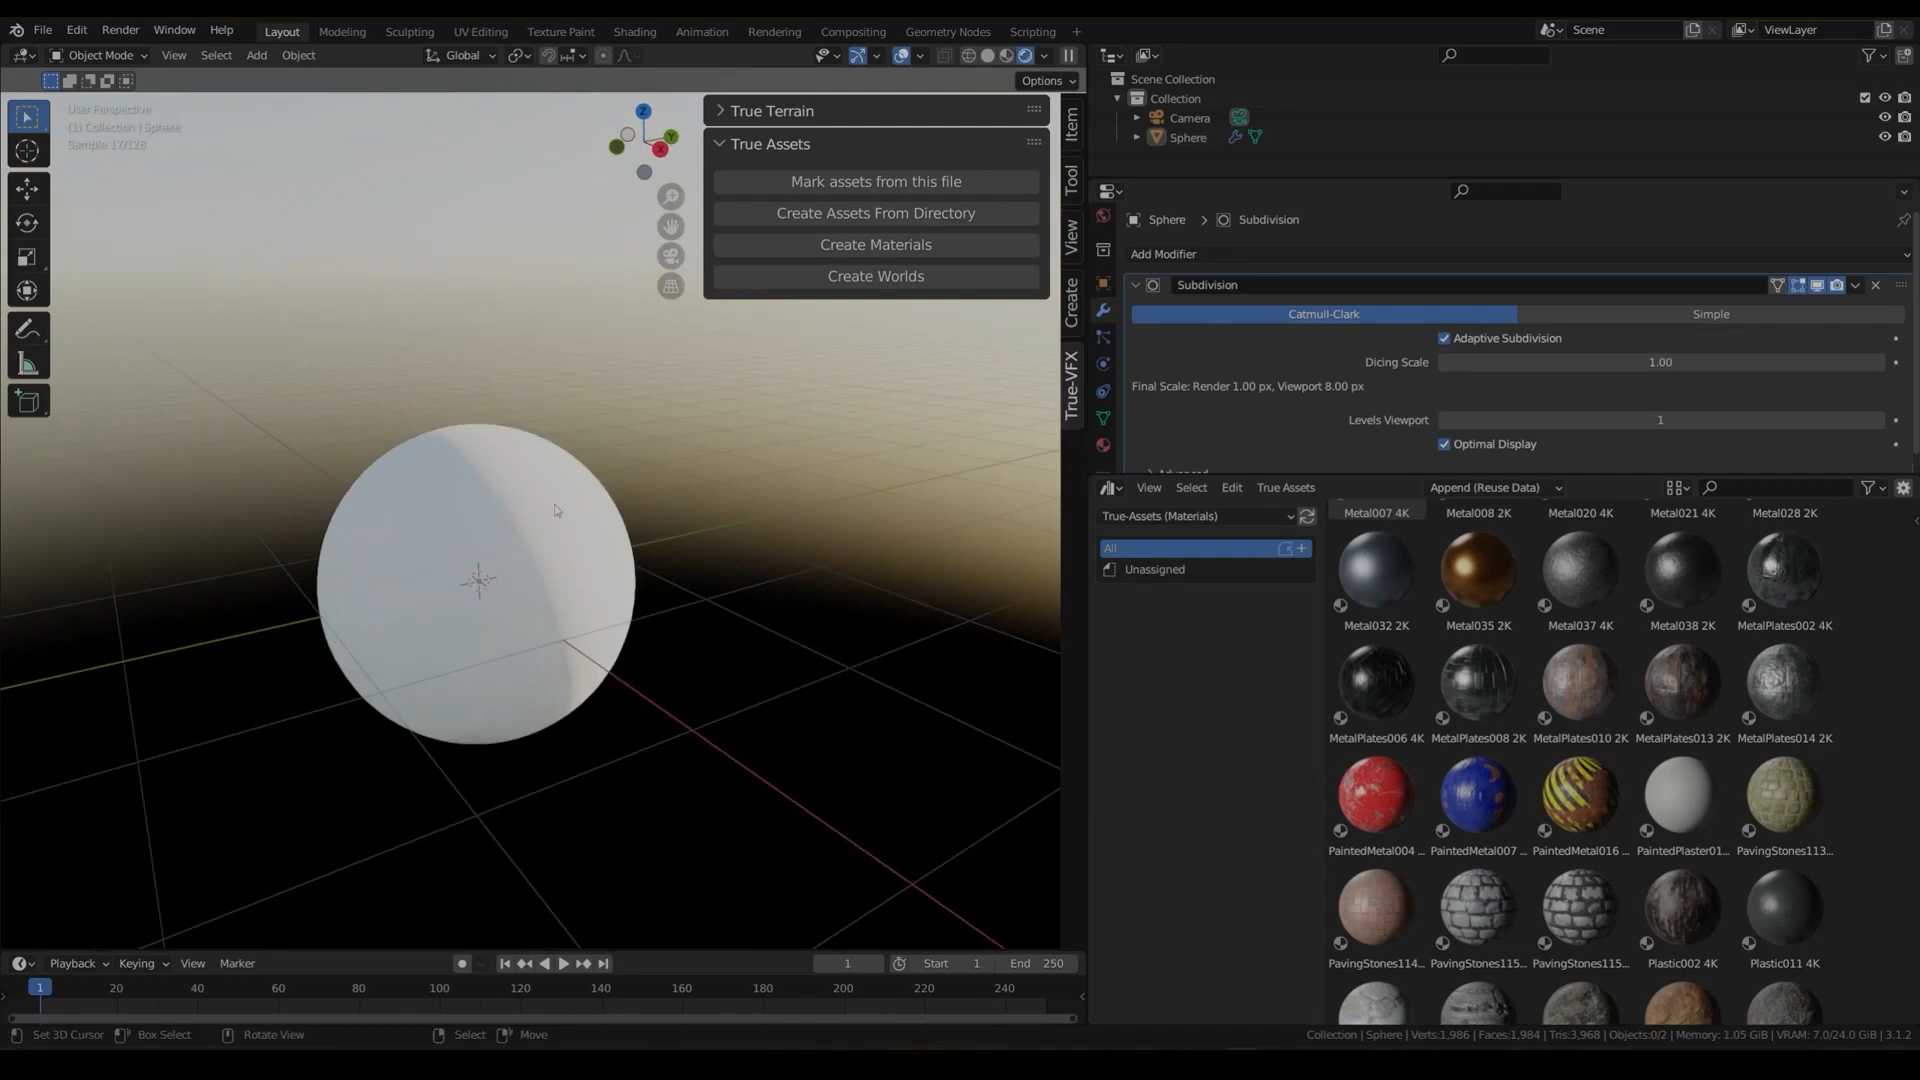 File Edit Render Window Help Layout Modeling Sculpting UV Editing Texture Paint Shading Animation Rendering Compositing Geometry Nodes Scripting + Scene ViewLayer
Object Mode View Select Add Object Global
Options
User Perspective
(1) Collection | Sphere
Sample 17/128
Z
Y
X
True Terrain
True Assets
Mark assets from this file
Create Assets From Directory
Create Materials
Create Worlds
Item
Tool
View
Create
True-VFX
Scene Collection
Collection
Camera
Sphere
Sphere > Subdivision
Add Modifier
Subdivision
Catmull-Clark Simple
Adaptive Subdivision
Dicing Scale 1.00
Final Scale: Render 1.00 px, Viewport 8.00 px
Levels Viewport 1
Optimal Display
View Select Edit True Assets Append (Reuse Data)
True-Assets (Materials)
All
Unassigned
Metal007 4K Metal008 2K Metal020 4K Metal021 4K Metal028 2K
Metal032 2K Metal035 2K Metal037 4K Metal038 2K MetalPlates002 4K
MetalPlates006 4K MetalPlates008 2K MetalPlates010 2K MetalPlates013 2K MetalPlates014 2K
PaintedMetal004 ... PaintedMetal007 ... PaintedMetal016 ... PaintedPlaster01... PavingStones113...
PavingStones114... PavingStones115... PavingStones115... Plastic002 4K Plastic011 4K
Playback Keying View Marker 1 Start 1 End 250
1 20 40 60 80 100 120 140 160 180 200 220 240
Set 3D Cursor Box Select Rotate View Select Move
Collection | Sphere | Verts:1,986 | Faces:1,984 | Tris:3,968 | Objects:0/2 | Memory: 1.05 GiB | VRAM: 7.0/24.0 GiB | 3.1.2